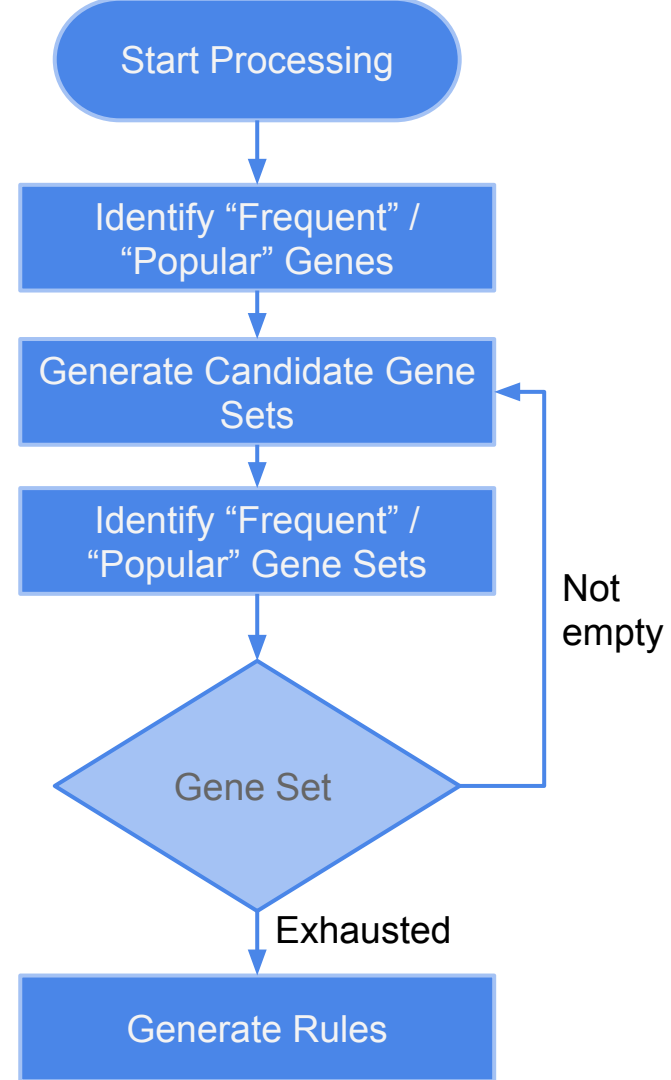 Start Processing
Identify “Frequent” /
“Popular” Genes
Generate Candidate Gene
Sets
Identify “Frequent” /
“Popular” Gene Sets
Not
empty
Gene Set
Exhausted
Generate Rules